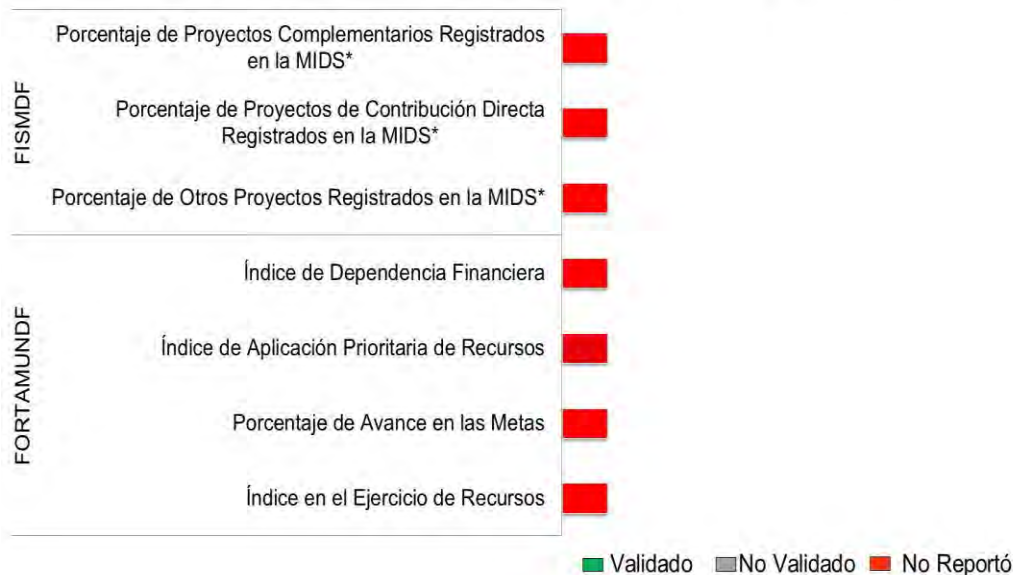 FISMDF
Porcentaje de Proyectos Complementarios Registrados
en la MIDS*
Porcentaje de Proyectos de Contribución Directa
Registrados en la MIDS*
Porcentaje de Otros Proyectos Registrados en la MIDS*
FORTAMUNDF
Índice de Dependencia Financiera
Índice de Aplicación Prioritaria de Recursos
Porcentaje de Avance en las Metas
Índice en el Ejercicio de Recursos
Validado No Validado No Reportó